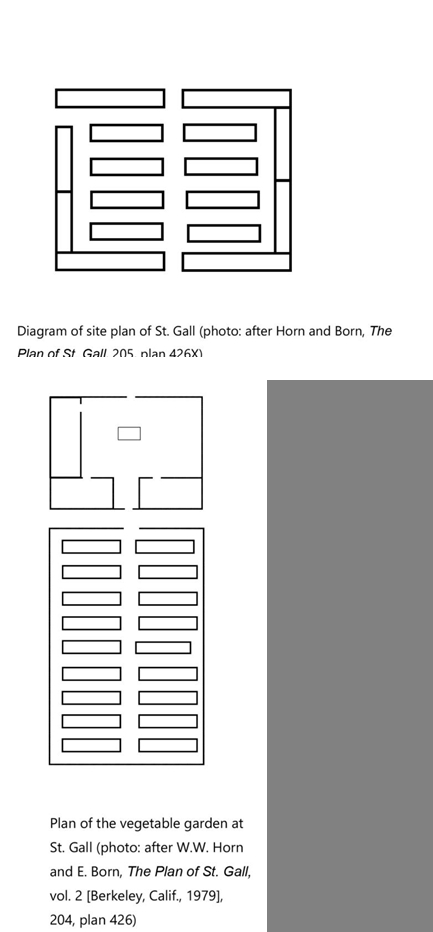 Diagram of site plan of St. Gall (photo: after Horn and Born, The
Plan of St. Gall, 205, plan 426X)
Plan of the vegetable garden at
St. Gall (photo: after W.W. Horn
and E. Born, The Plan of St. Gall,
vol. 2 [Berkeley, Calif., 1979],
204, plan 426)